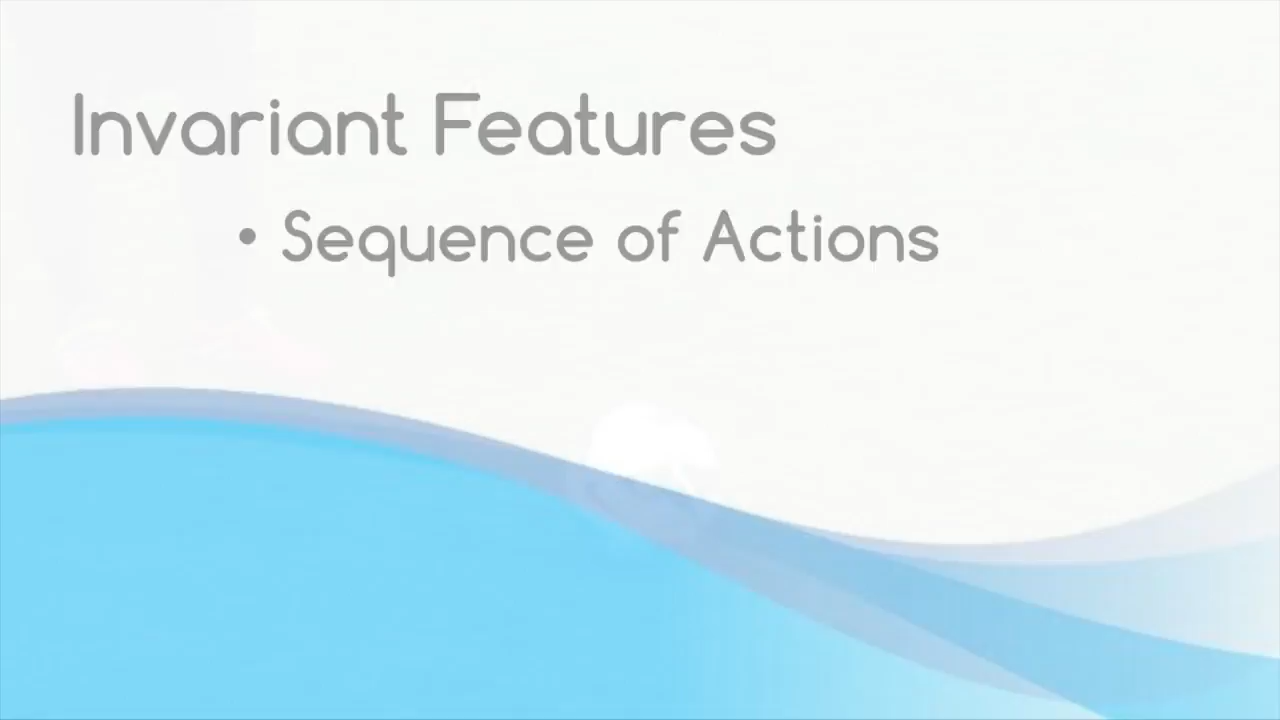 Invariant Features
• Sequence of Actions